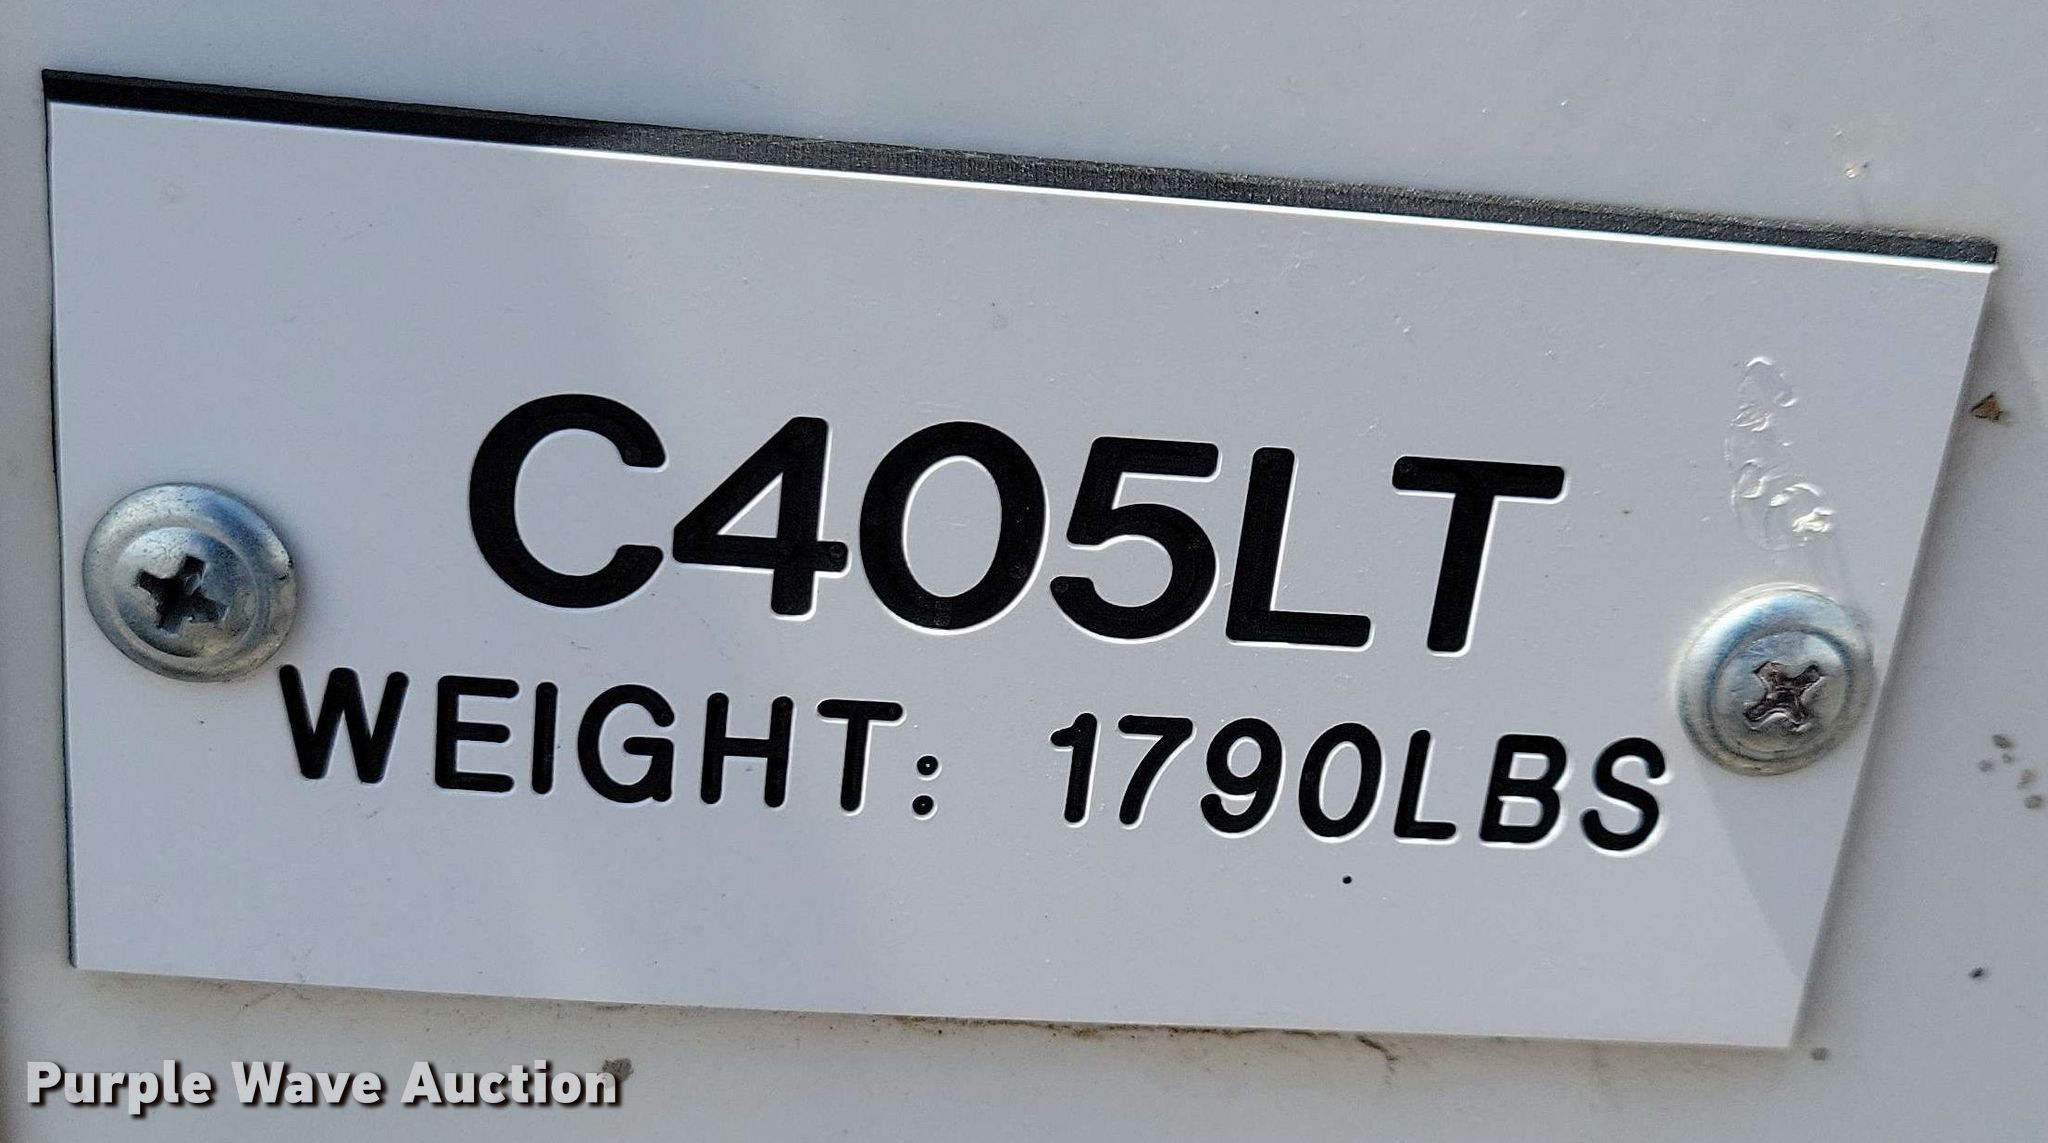 C405LT
WEIGHT: 1790LBS
Purple Wave Auction